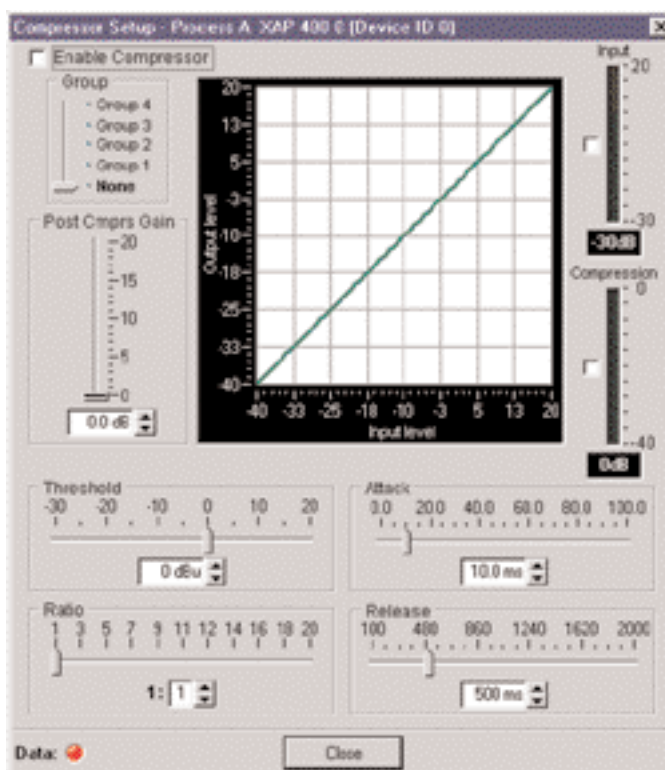 Compressor Setup - Process A: XAP 400 0 (Device ID 0)
Enable Compressor
Group
Group 4
Group 3
Group 2
Group 1
None
Post Cmprs Gain
20
15
10
5
0
0.0 dB
Output level
20
13
5
-3
-10
-18
-25
-33
-40
-40 -33 -25 -18 -10 -3 5 13 20
Input level
Input
20
-30
-30dB
Compression
0
-40
0dB
Threshold
-30 -20 -10 0 10 20
0 dBu
Attack
0.0 20.0 40.0 60.0 80.0 100.0
10.0 ms
Ratio
1 3 5 7 9 11 12 14 16 18 20
1: 1
Release
100 480 860 1240 1620 2000
500 ms
Data:
Close